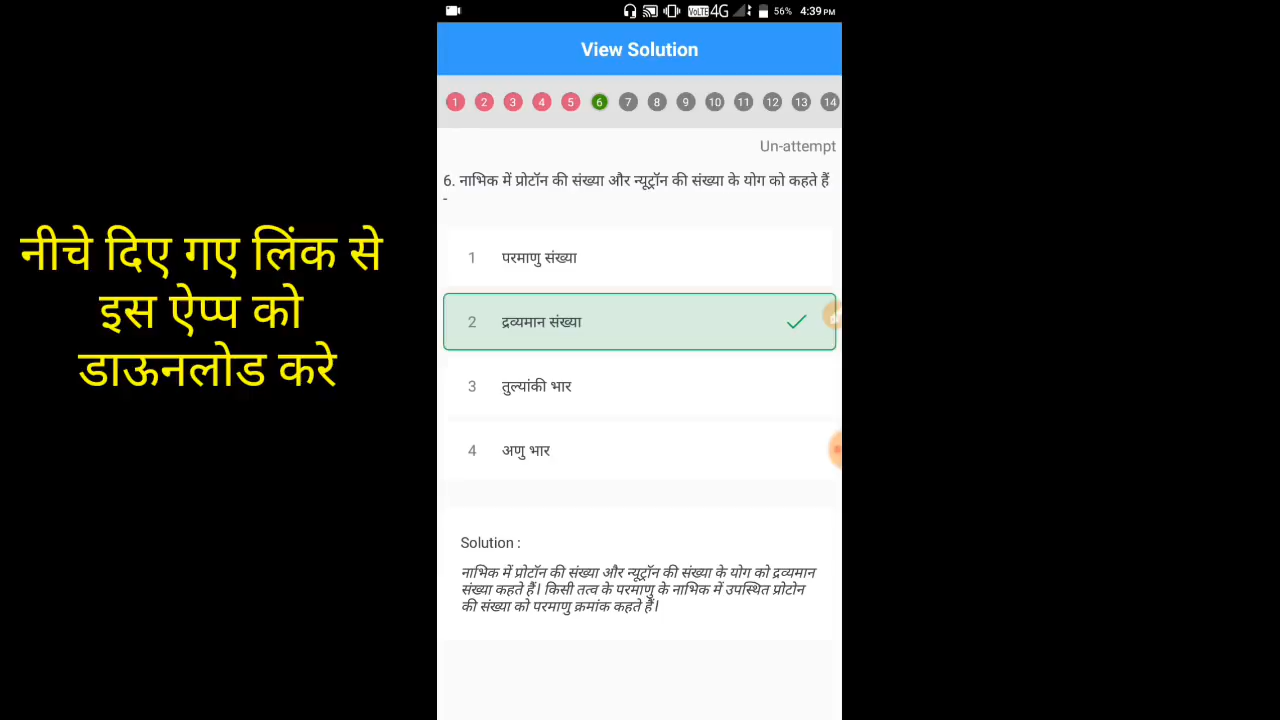 VoLTE 4G 56% 4:39 PM
View Solution
1 2 3 4 5 6 7 8 9 10 11 12 13 14
Un-attempt
6. नाभिक में प्रोटॉन की संख्या और न्यूट्रॉन की संख्या के योग को कहते हैं
-
1 परमाणु संख्या
2 द्रव्यमान संख्या
3 तुल्यांकी भार
4 अणु भार
Solution :
नाभिक में प्रोटॉन की संख्या और न्यूट्रॉन की संख्या के योग को द्रव्यमान
संख्या कहते हैं। किसी तत्व के परमाणु के नाभिक में उपस्थित प्रोटोन
की संख्या को परमाणु क्रमांक कहते हैं।
नीचे दिए गए लिंक से
इस ऐप्प को
डाऊनलोड करे